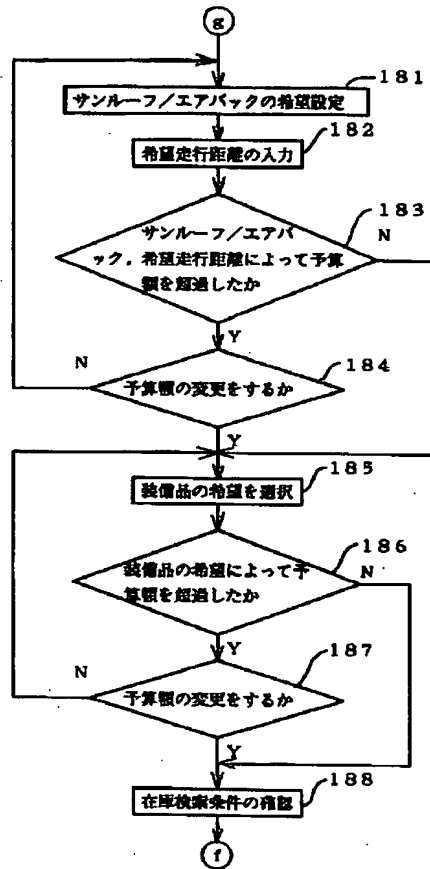 g
181
サンルーフ/エアバックの希望設定
182
希望走行距離の入力
183
サンルーフ/エアバ
ック,希望走行距離によって予算
額を超過したか
N
Y
184
予算額の変更をするか
N
Y
185
装備品の希望を選択
186
装備品の希望によって予
算額を超過したか
N
Y
187
予算額の変更をするか
N
Y
188
在庫検索条件の確認
f